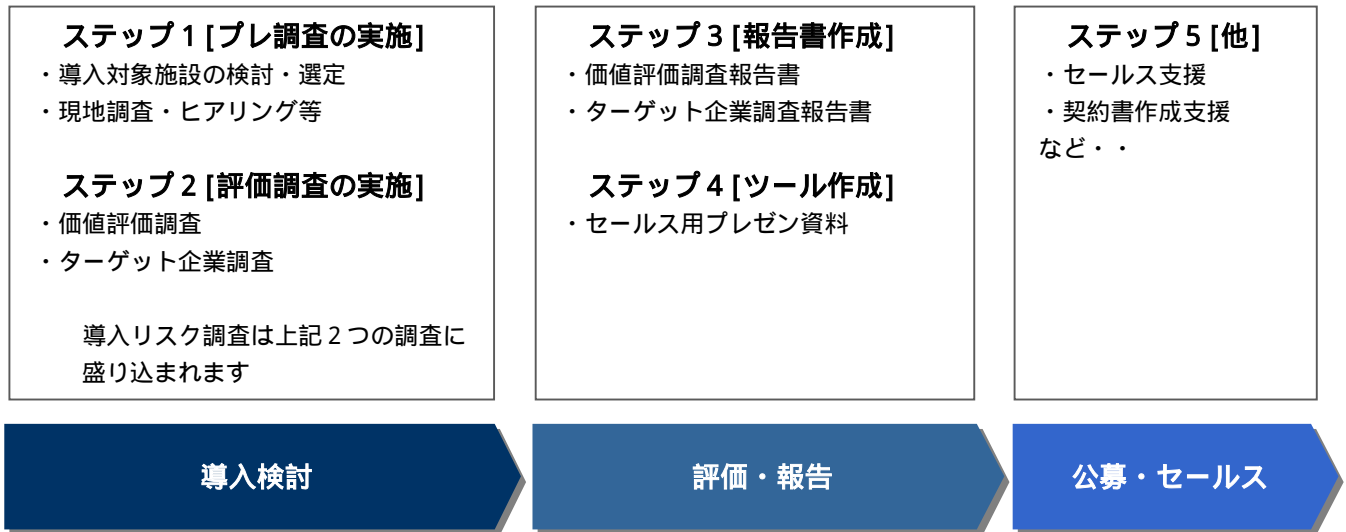 ステップ1 [プレ調査の実施]
・導入対象施設の検討・選定
・現地調査・ヒアリング等
ステップ2 [評価調査の実施]
・価値評価調査
・ターゲット企業調査
導入リスク調査は上記2つの調査に
盛り込まれます
ステップ3 [報告書作成]
・価値評価調査報告書
・ターゲット企業調査報告書
ステップ4 [ツール作成]
・セールス用プレゼン資料
ステップ5 [他]
・セールス支援
・契約書作成支援
など・・
導入検討
評価・報告
公募・セールス